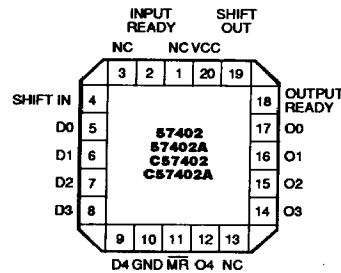 INPUT READY
SHIFT OUT
NC
NC VCC
3 2 1 20 19
SHIFT IN 4
18 OUTPUT READY
D0 5
17 O0
D1 6
16 O1
D2 7
15 O2
D3 8
14 O3
57402
57402A
C57402
C57402A
9 10 11 12 13
D4 GND MR O4 NC